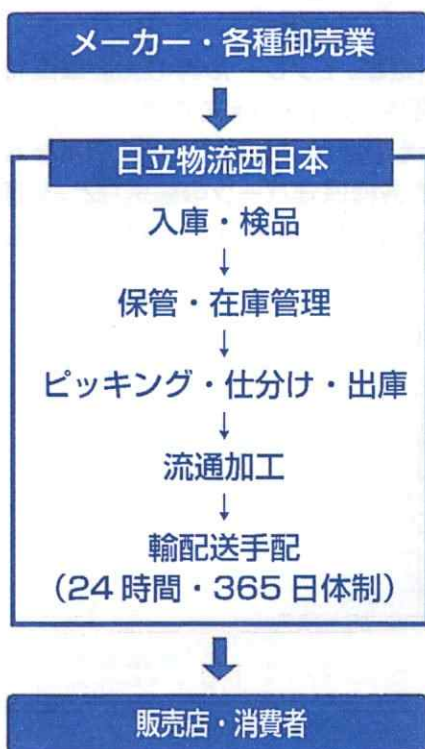 メーカー・各種卸売業
日立物流西日本
入庫・検品
↓
保管・在庫管理
↓
ピッキング・仕分け・出庫
↓
流通加工
↓
輸配送手配
（24時間・365日体制）
販売店・消費者